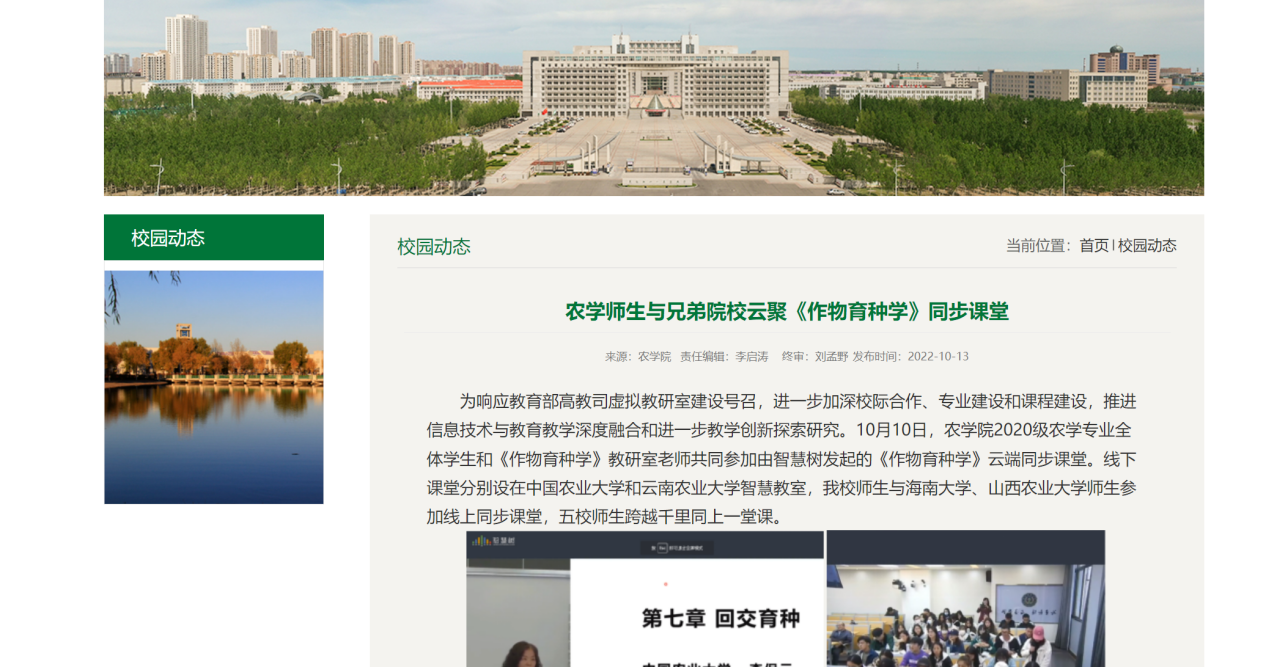 校园动态
校园动态
当前位置：首页 | 校园动态
农学师生与兄弟院校云聚《作物育种学》同步课堂
来源：农学院 责任编辑：李启涛 终审：刘孟野 发布时间：2022-10-13
为响应教育部高教司虚拟教研室建设号召，进一步加深校际合作、专业建设和课程建设，推进
信息技术与教育教学深度融合和进一步教学创新探索研究。10月10日，农学院2020级农学专业全
体学生和《作物育种学》教研室老师共同参加由智慧树发起的《作物育种学》云端同步课堂。线下
课堂分别设在中国农业大学和云南农业大学智慧教室，我校师生与海南大学、山西农业大学师生参
加线上同步课堂，五校师生跨越千里同上一堂课。
智慧树
第七章 回交育种